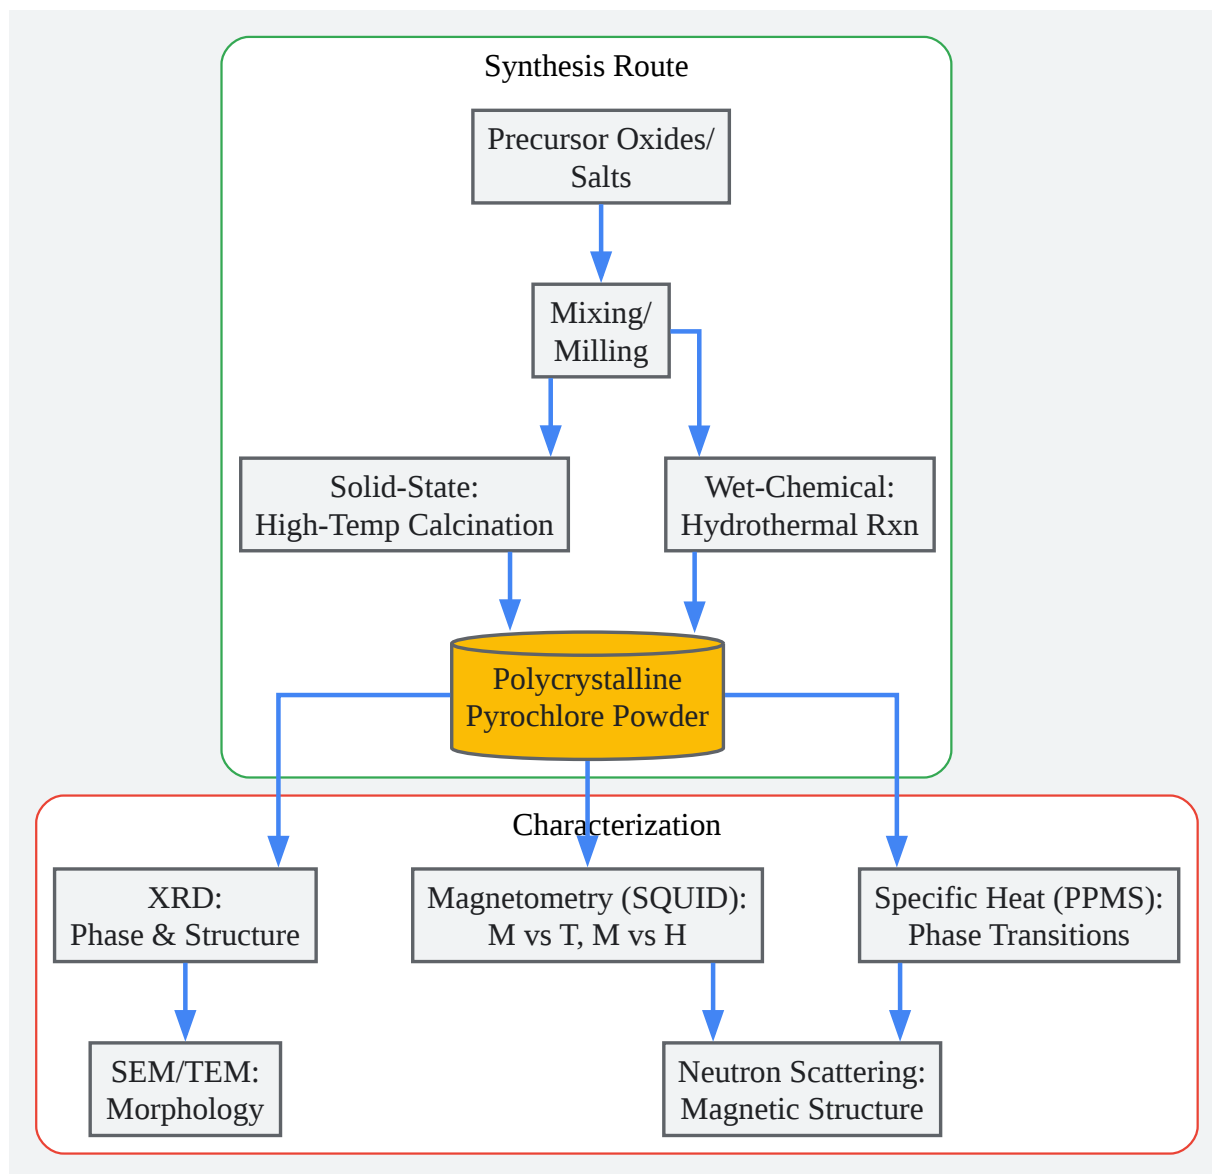 Synthesis Route
Precursor Oxides/
Salts
Mixing/
Milling
Solid-State:
High-Temp Calcination
Wet-Chemical:
Hydrothermal Rxn
Polycrystalline
Pyrochlore Powder
Characterization
XRD:
Phase & Structure
Magnetometry (SQUID):
M vs T, M vs H
Specific Heat (PPMS):
Phase Transitions
SEM/TEM:
Morphology
Neutron Scattering:
Magnetic Structure